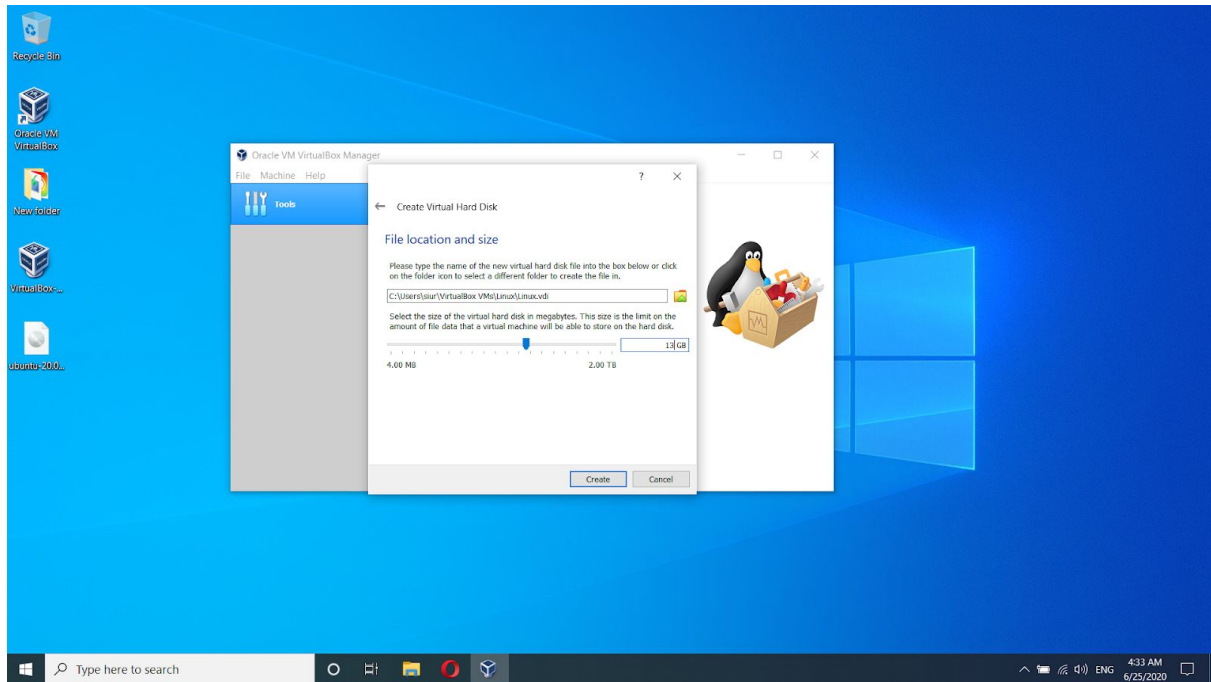 Recycle Bin
Oracle VM
VirtualBox
New folder
VirtualBox-...
ubuntu-20.0...
Oracle VM VirtualBox Manager
File Machine Help
Tools
? 
Create Virtual Hard Disk
File location and size
Please type the name of the new virtual hard disk file into the box below or click
on the folder icon to select a different folder to create the file in.
C:\Users\siur\VirtualBox VMs\Linux\Linux.vdi
Select the size of the virtual hard disk in megabytes. This size is the limit on the
amount of file data that a virtual machine will be able to store on the hard disk.
13 GB
4.00 MB 2.00 TB
Create Cancel
Type here to search
ENG
4:33 AM
6/25/2020